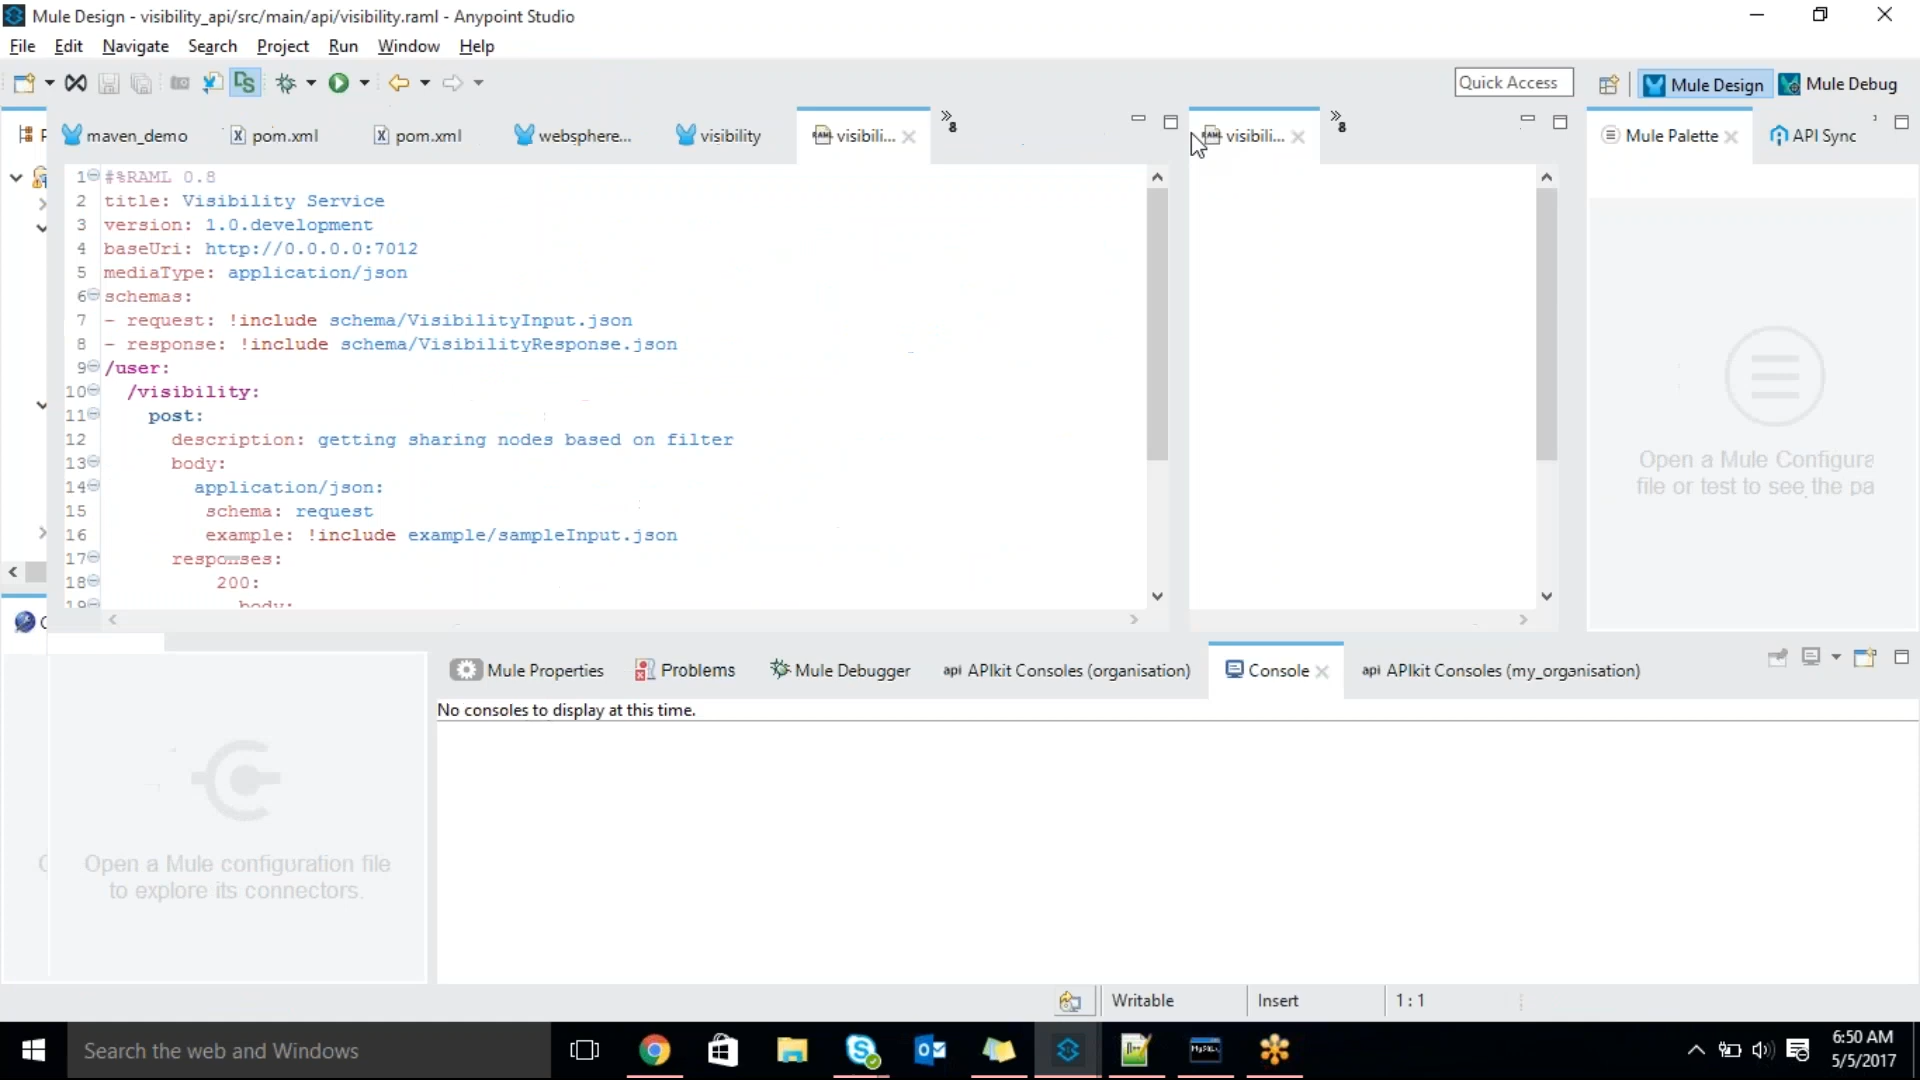 Mule Design - visibility_api/src/main/api/visibility.raml - Anypoint Studio
File Edit Navigate Search Project Run Window Help
Quick Access
Mule Design
Mule Debug
maven_demo
pom.xml
pom.xml
websphere...
visibility
visibili...
8
visibili...
8
Mule Palette
API Sync
1 #%RAML 0.8
2 title: Visibility Service
3 version: 1.0.development
4 baseUri: http://0.0.0.0:7012
5 mediaType: application/json
6 schemas:
7 - request: !include schema/VisibilityInput.json
8 - response: !include schema/VisibilityResponse.json
9 /user:
10 /visibility:
11 post:
12 description: getting sharing nodes based on filter
13 body:
14 application/json:
15 schema: request
16 example: !include example/sampleInput.json
17 responses:
18 200:
19 body:
Open a Mule Configura
file or test to see the pa
Mule Properties
Problems
Mule Debugger
api APIkit Consoles (organisation)
Console
api APIkit Consoles (my_organisation)
No consoles to display at this time.
Open a Mule configuration file
to explore its connectors.
Writable
Insert
1 : 1
Search the web and Windows
6:50 AM
5/5/2017